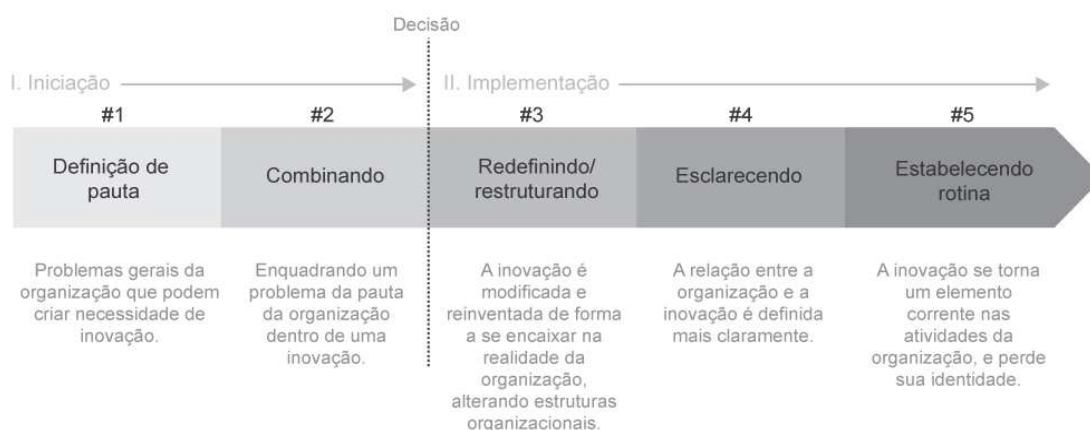 Decisão
I. Iniciação
II. Implementação
#1
#2
#3
#4
#5
Definição de
pauta
Combinando
Redefinindo/
restruturando
Esclarecendo
Estabelecendo
rotina
Problemas gerais da
organização que podem
criar necessidade de
inovação.
Enquadrando um
problema da pauta
da organização
dentro de uma
inovação.
A inovação é
modificada e
reinventada de forma
a se encaixar na
realidade da
organização,
alterando estruturas
organizacionais.
A relação entre a
organização e a
inovação é definida
mais claramente.
A inovação se torna
um elemento
corrente nas
atividades da
organização, e perde
sua identidade.